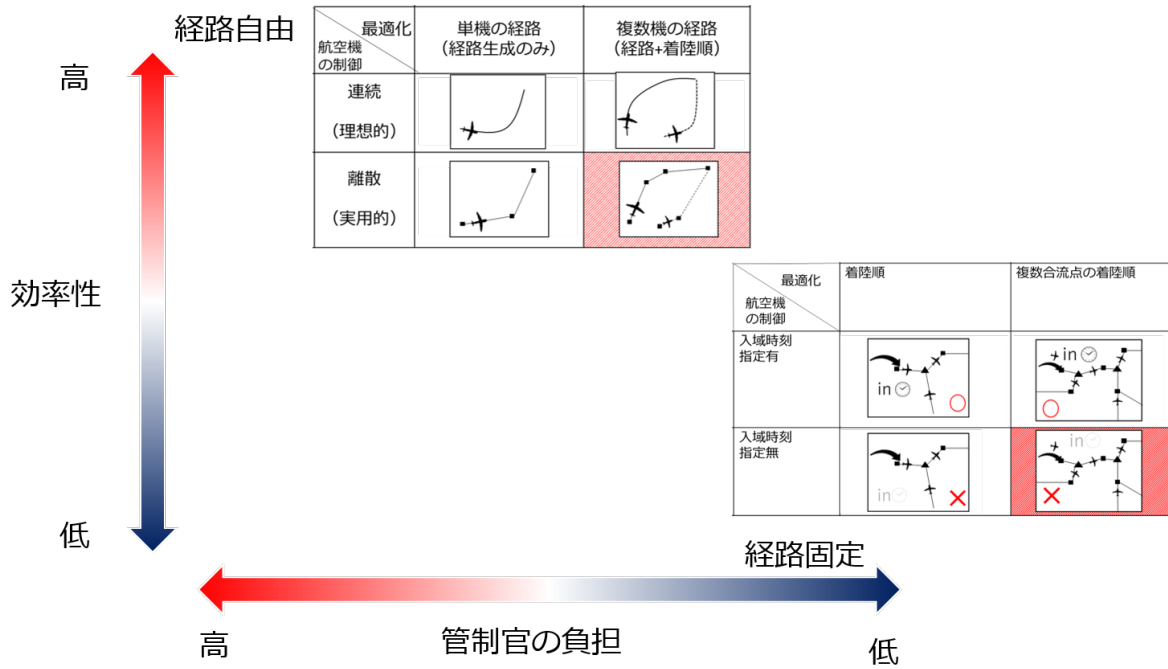 経路自由
高
効率性
低
最適化
航空機
の制御
単機の経路
(経路生成のみ)
複数機の経路
(経路+着陸順)
連続
(理想的)
離散
(実用的)
最適化
航空機
の制御
着陸順
複数合流点の着陸順
入域時刻
指定有
in
in
入域時刻
指定無
in
in
経路固定
高
管制官の負担
低